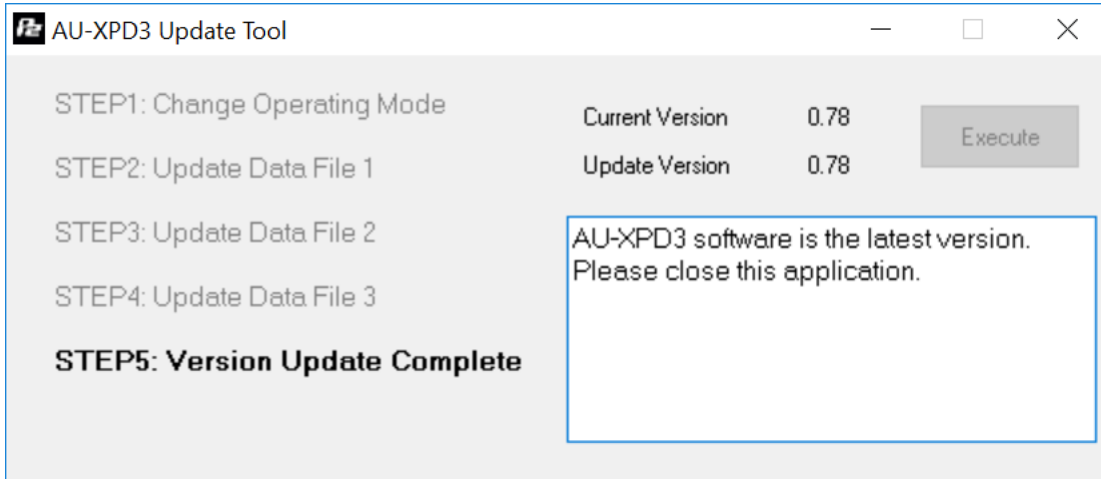 P2 AU-XPD3 Update Tool
STEP1: Change Operating Mode
STEP2: Update Data File 1
STEP3: Update Data File 2
STEP4: Update Data File 3
STEP5: Version Update Complete
Current Version 0.78
Update Version 0.78
Execute
AU-XPD3 software is the latest version.
Please close this application.